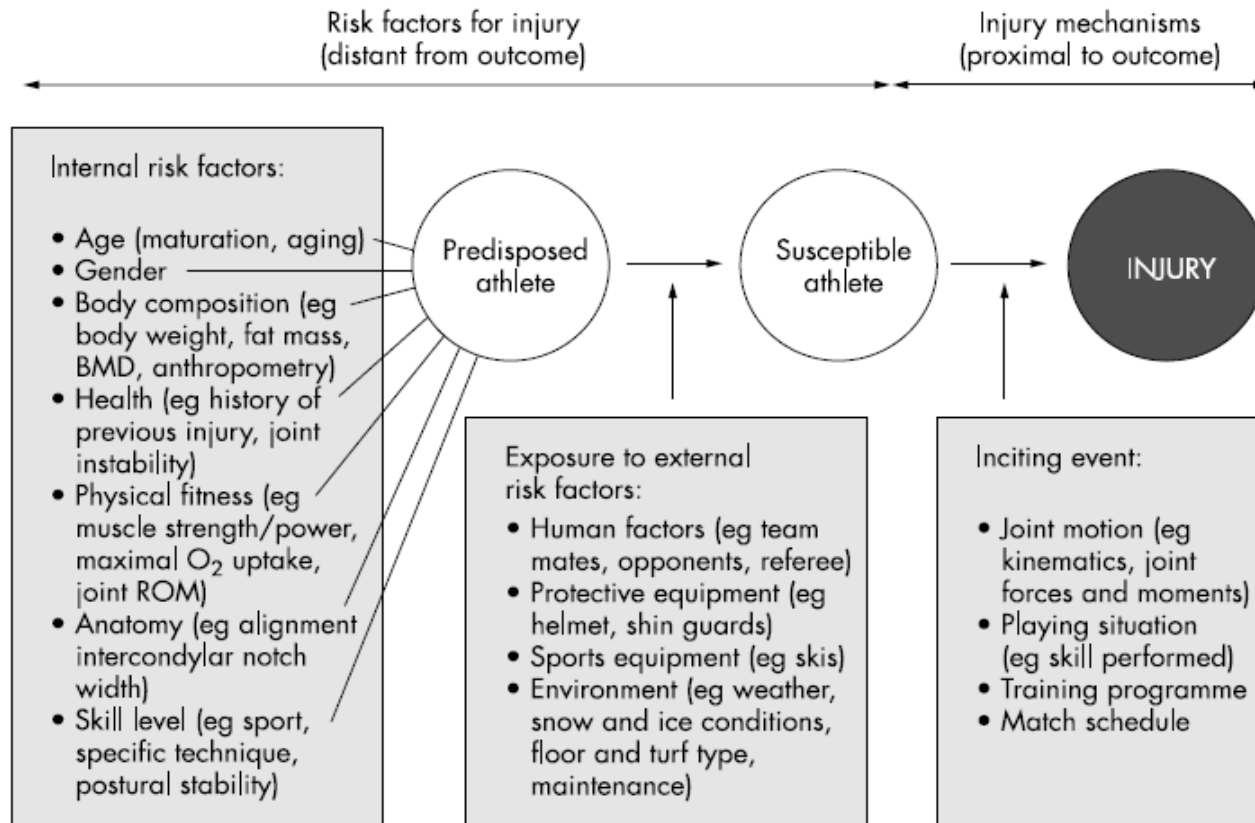 Risk factors for injury
(distant from outcome)
Injury mechanisms
(proximal to outcome)
Internal risk factors:
• Age (maturation, aging)
• Gender
• Body composition (eg
body weight, fat mass,
BMD, anthropometry)
• Health (eg history of
previous injury, joint
instability)
• Physical fitness (eg
muscle strength/power,
maximal O₂ uptake,
joint ROM)
• Anatomy (eg alignment
intercondylar notch
width)
• Skill level (eg sport,
specific technique,
postural stability)
Predisposed
athlete
Susceptible
athlete
INJURY
Exposure to external
risk factors:
• Human factors (eg team
mates, opponents, referee)
• Protective equipment (eg
helmet, shin guards)
• Sports equipment (eg skis)
• Environment (eg weather,
snow and ice conditions,
floor and turf type,
maintenance)
Inciting event:
• Joint motion (eg
kinematics, joint
forces and moments)
• Playing situation
(eg skill performed)
• Training programme
• Match schedule